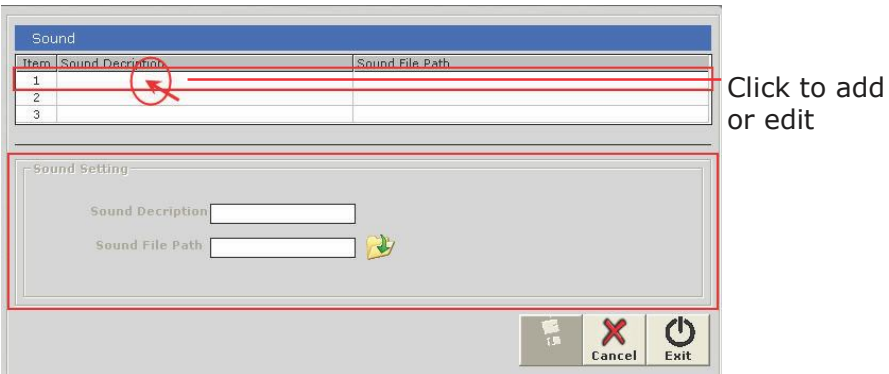 Sound
Item Sound Decription Sound File Path
1
2
3
Click to add
or edit
Sound Setting
Sound Decription
Sound File Path
Cancel Exit